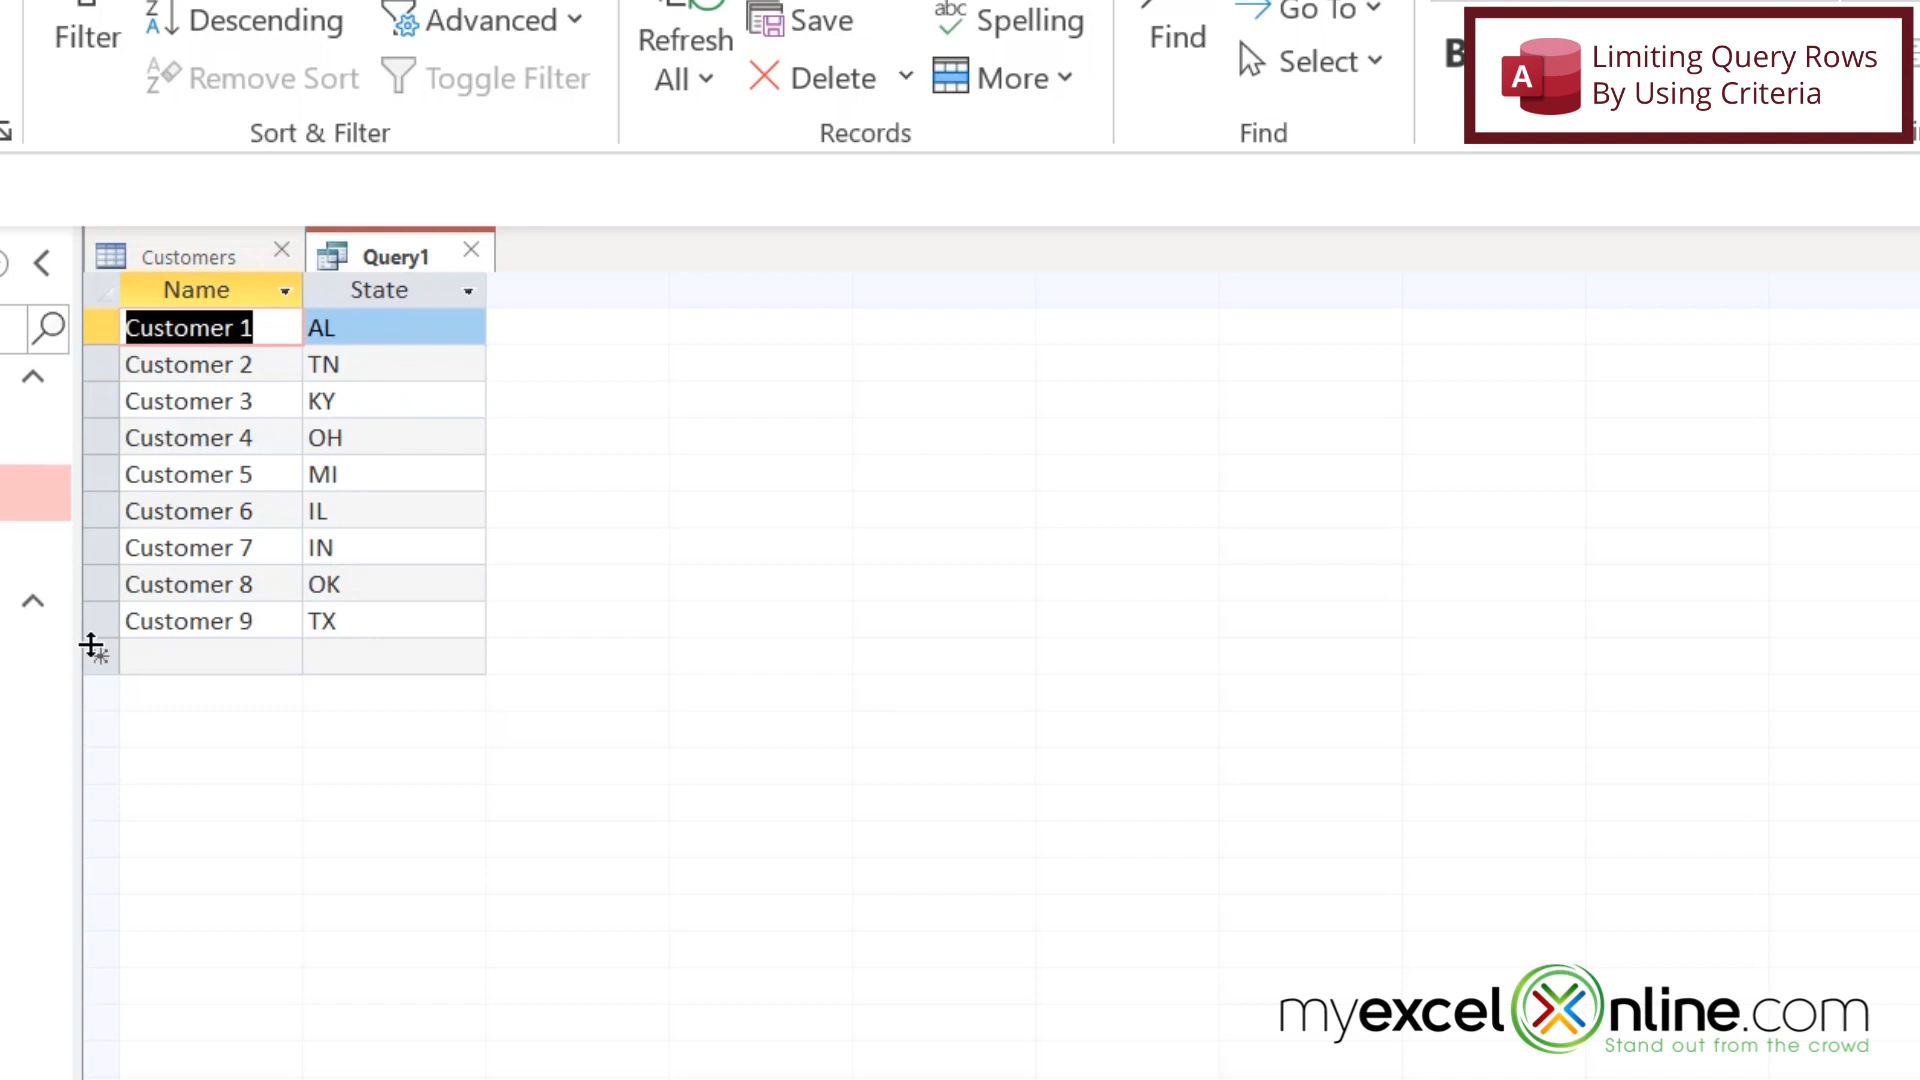 Filter
Descending
Remove Sort
Advanced
Toggle Filter
Sort & Filter
Refresh
All
Save
Delete
Spelling
More
Records
Find
Go To
Select
Find
B
A
Limiting Query Rows
By Using Criteria
Customers
Query1
Name State
Customer 1 AL
Customer 2 TN
Customer 3 KY
Customer 4 OH
Customer 5 MI
Customer 6 IL
Customer 7 IN
Customer 8 OK
Customer 9 TX
myexcelonline.com
Stand out from the crowd